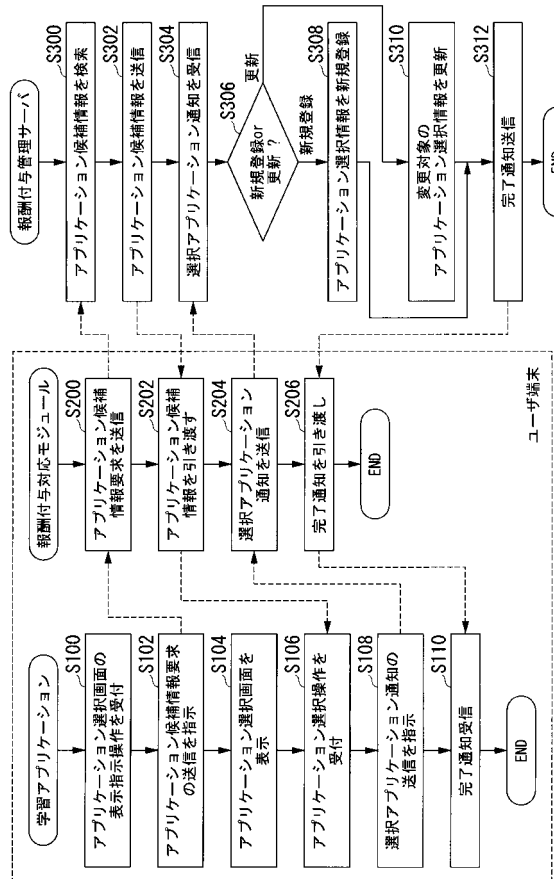 学習アプリケーション
S100
アプリケーション選択画面の
表示指示操作を受付
S102
アプリケーション候補情報要求
の送信を指示
S104
アプリケーション選択画面を
表示
S106
アプリケーション選択操作を
受付
S108
選択アプリケーション通知の
送信を指示
S110
完了通知受信
END
報酬付与対応モジュール
S200
アプリケーション候補
情報要求を送信
S202
アプリケーション候補
情報を引き渡す
S204
選択アプリケーション
通知を送信
S206
完了通知を引き渡し
END
ユーザ端末
報酬付与管理サーバ
S300
アプリケーション候補情報を検索
S302
アプリケーション候補情報を送信
S304
選択アプリケーション通知を受信
S306
新規登録or
更新？
更新
新規登録
S308
アプリケーション選択情報を新規登録
S310
変更対象の
アプリケーション選択情報を更新
S312
完了通知送信
END